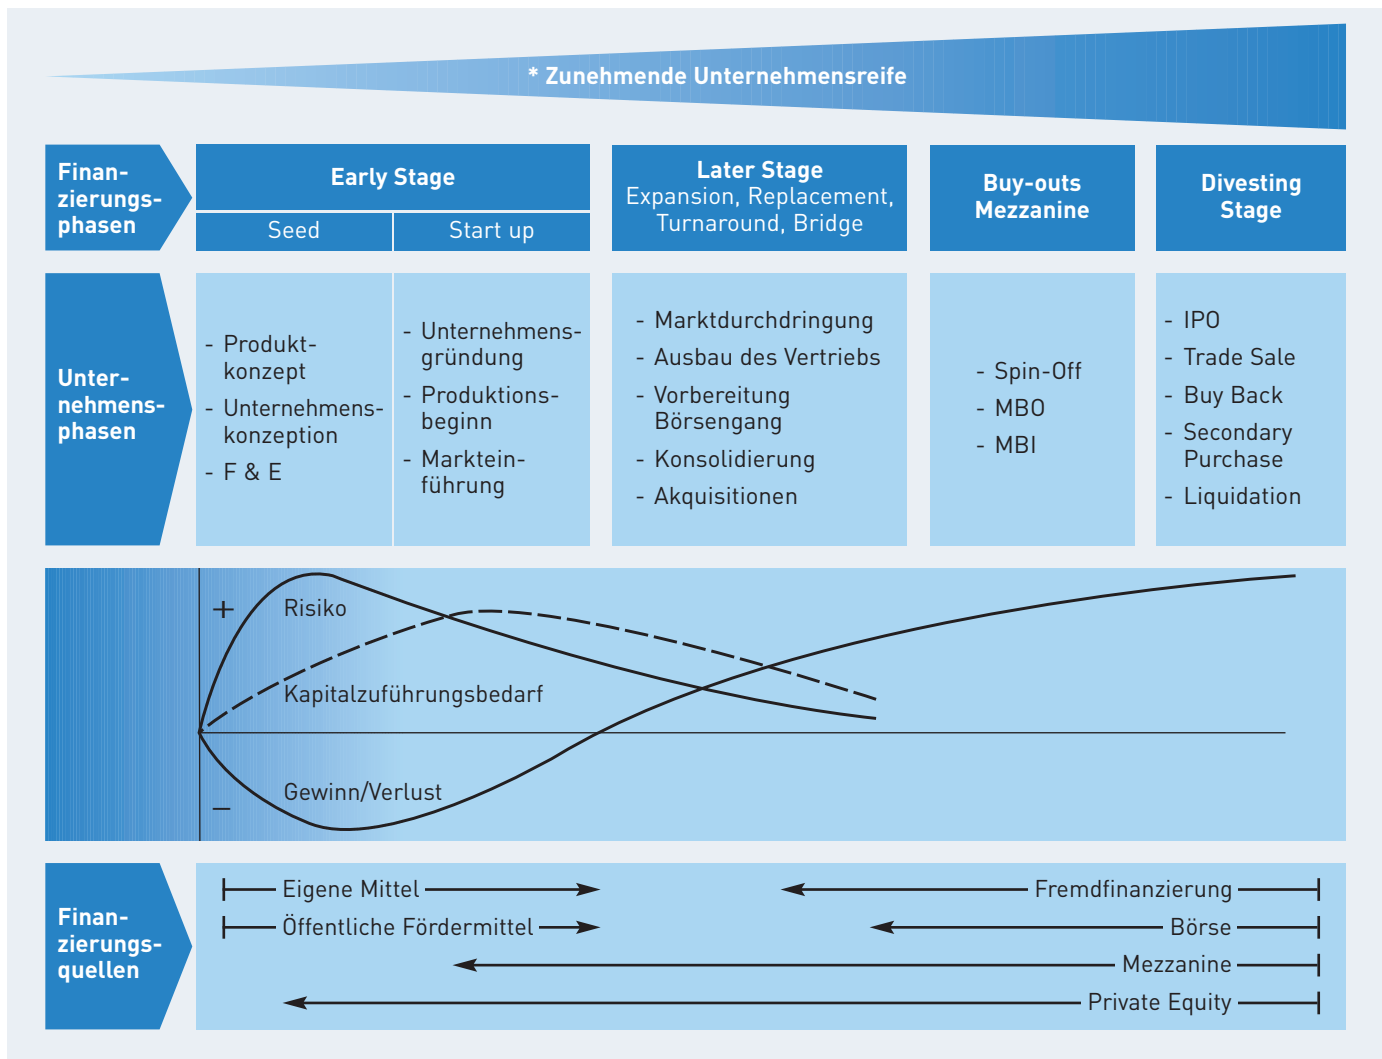 * Zunehmende Unternehmensreife
Finan-
zierungs-
phasen
Early Stage
Seed
Start up
Later Stage
Expansion, Replacement,
Turnaround, Bridge
Buy-outs
Mezzanine
Divesting
Stage
Unter-
nehmens-
phasen
- Produkt-
konzept
- Unternehmens-
konzeption
- F & E
- Unternehmens-
gründung
- Produktions-
beginn
- Marktein-
führung
- Marktdurchdringung
- Ausbau des Vertriebs
- Vorbereitung
Börsengang
- Konsolidierung
- Akquisitionen
- Spin-Off
- MBO
- MBI
- IPO
- Trade Sale
- Buy Back
- Secondary
Purchase
- Liquidation
+
Risiko
Kapitalzuführungsbedarf
Gewinn/Verlust
–
Finan-
zierungs-
quellen
Eigene Mittel
Fremdfinanzierung
Öffentliche Fördermittel
Börse
Mezzanine
Private Equity